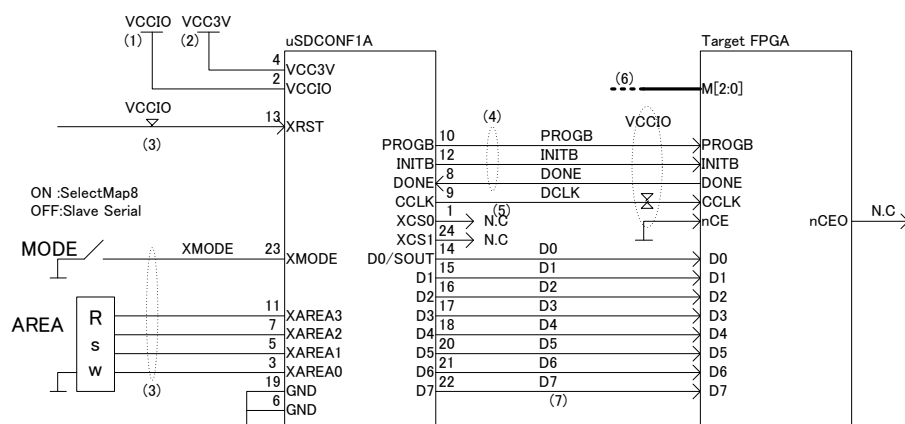 VCCIO VCC3V
(1) (2)
uSDCONF1A
Target FPGA
4 VCC3V
2 VCCIO
(6)
M[2:0]
VCCIO
13 XRST
(3)
(4)
VCCIO
PROGB 10 PROGB PROGB
INITB 12 INITB INITB
DONE 8 DONE DONE
CCLK 9 DCLK CCLK
XCS0 1 N.C (5)
nCE
nCEO N.C
XCS1 24 N.C
ON :SelectMap8
OFF:Slave Serial
MODE XMODE 23 XMODE
D0/SOUT 14 D0 D0
D1 15 D1 D1
D2 16 D2 D2
D3 17 D3 D3
D4 18 D4 D4
D5 20 D5 D5
D6 21 D6 D6
D7 22 D7 D7
(7)
AREA
R
s
w
11 XAREA3
7 XAREA2
5 XAREA1
3 XAREA0
(3)
19 GND
6 GND